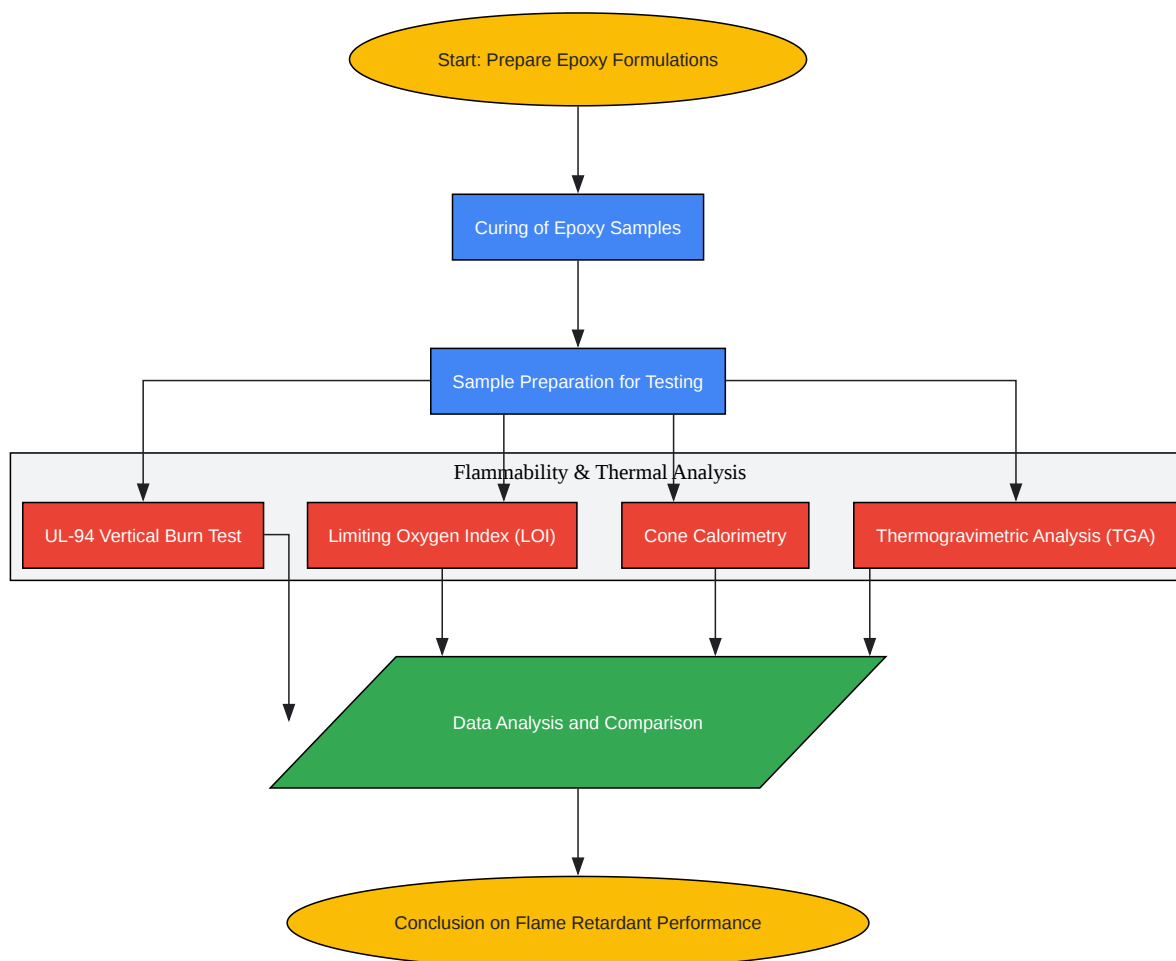 Start: Prepare Epoxy Formulations
Curing of Epoxy Samples
Sample Preparation for Testing
Flammability & Thermal Analysis
UL-94 Vertical Burn Test
Limiting Oxygen Index (LOI)
Cone Calorimetry
Thermogravimetric Analysis (TGA)
Data Analysis and Comparison
Conclusion on Flame Retardant Performance